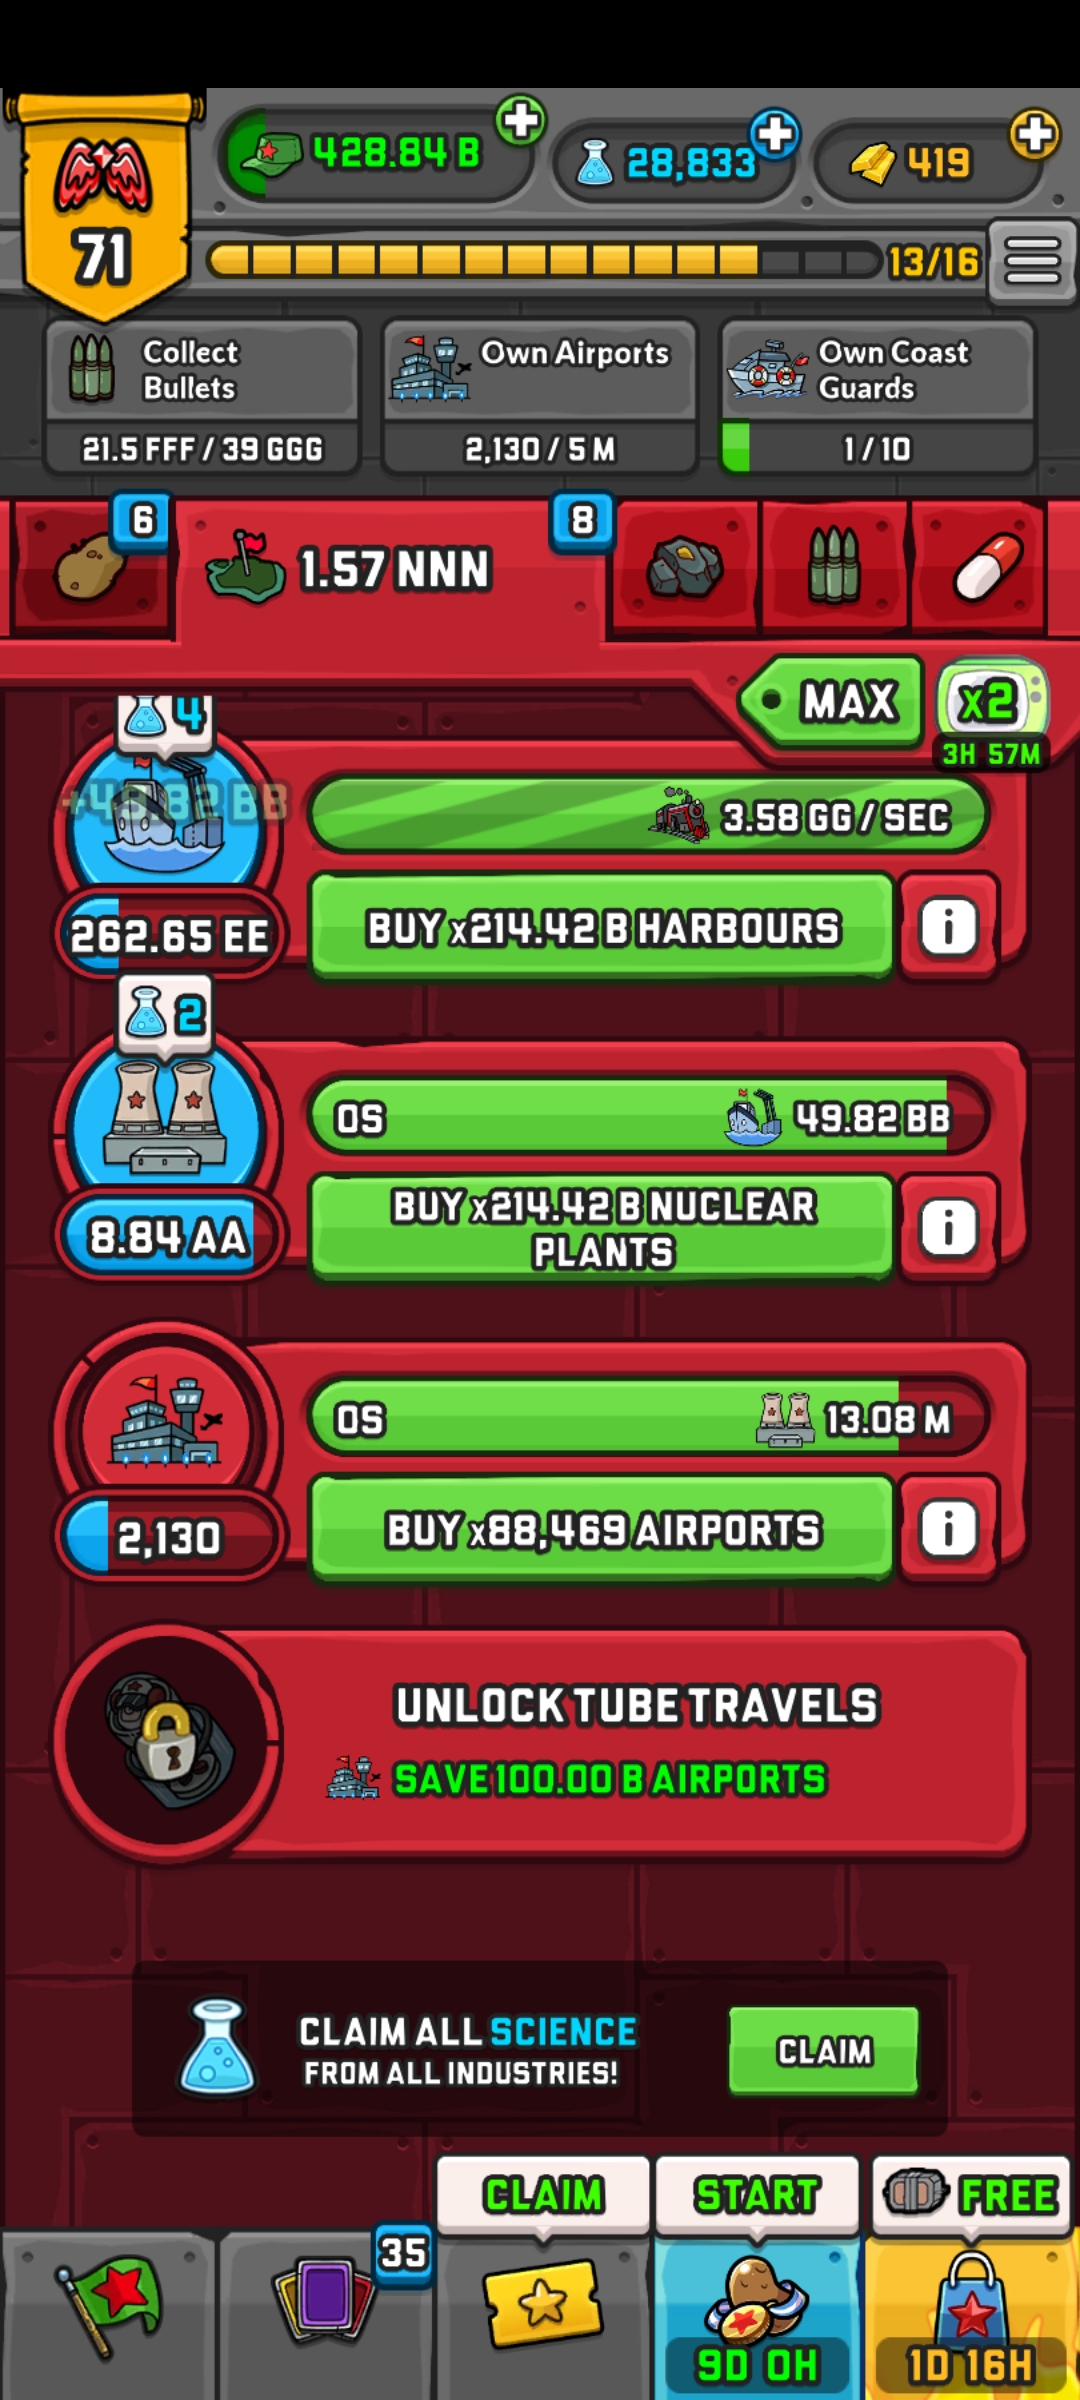 71
428.84 B
28,833
419
13/16
Collect
Bullets
21.5 FFF / 39 GGG
Own Airports
2,130 / 5 M
Own Coast
Guards
1 / 10
6
1.57 NNN
8
MAX
x2
3H 57M
4
+49.82 BB
3.58 GG / SEC
BUY x214.42 B HARBOURS
i
262.65 EE
2
0S
49.82 BB
BUY x214.42 B NUCLEAR
PLANTS
i
8.84 AA
0S
13.08 M
BUY x88,469 AIRPORTS
i
2,130
UNLOCK TUBE TRAVELS
SAVE 100.00 B AIRPORTS
CLAIM ALL SCIENCE
FROM ALL INDUSTRIES!
CLAIM
CLAIM
START
FREE
35
9D 0H
1D 16H